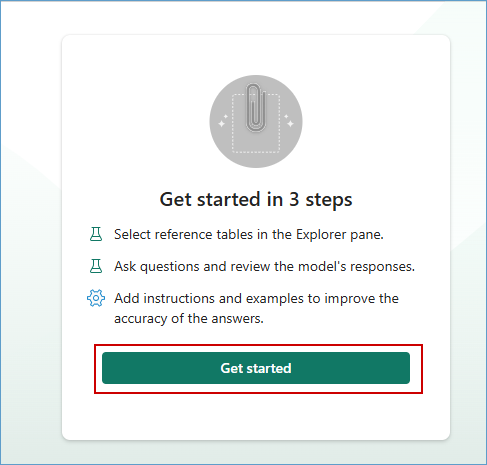 Get started in 3 steps
Select reference tables in the Explorer pane.
Ask questions and review the model's responses.
Add instructions and examples to improve the
accuracy of the answers.
Get started